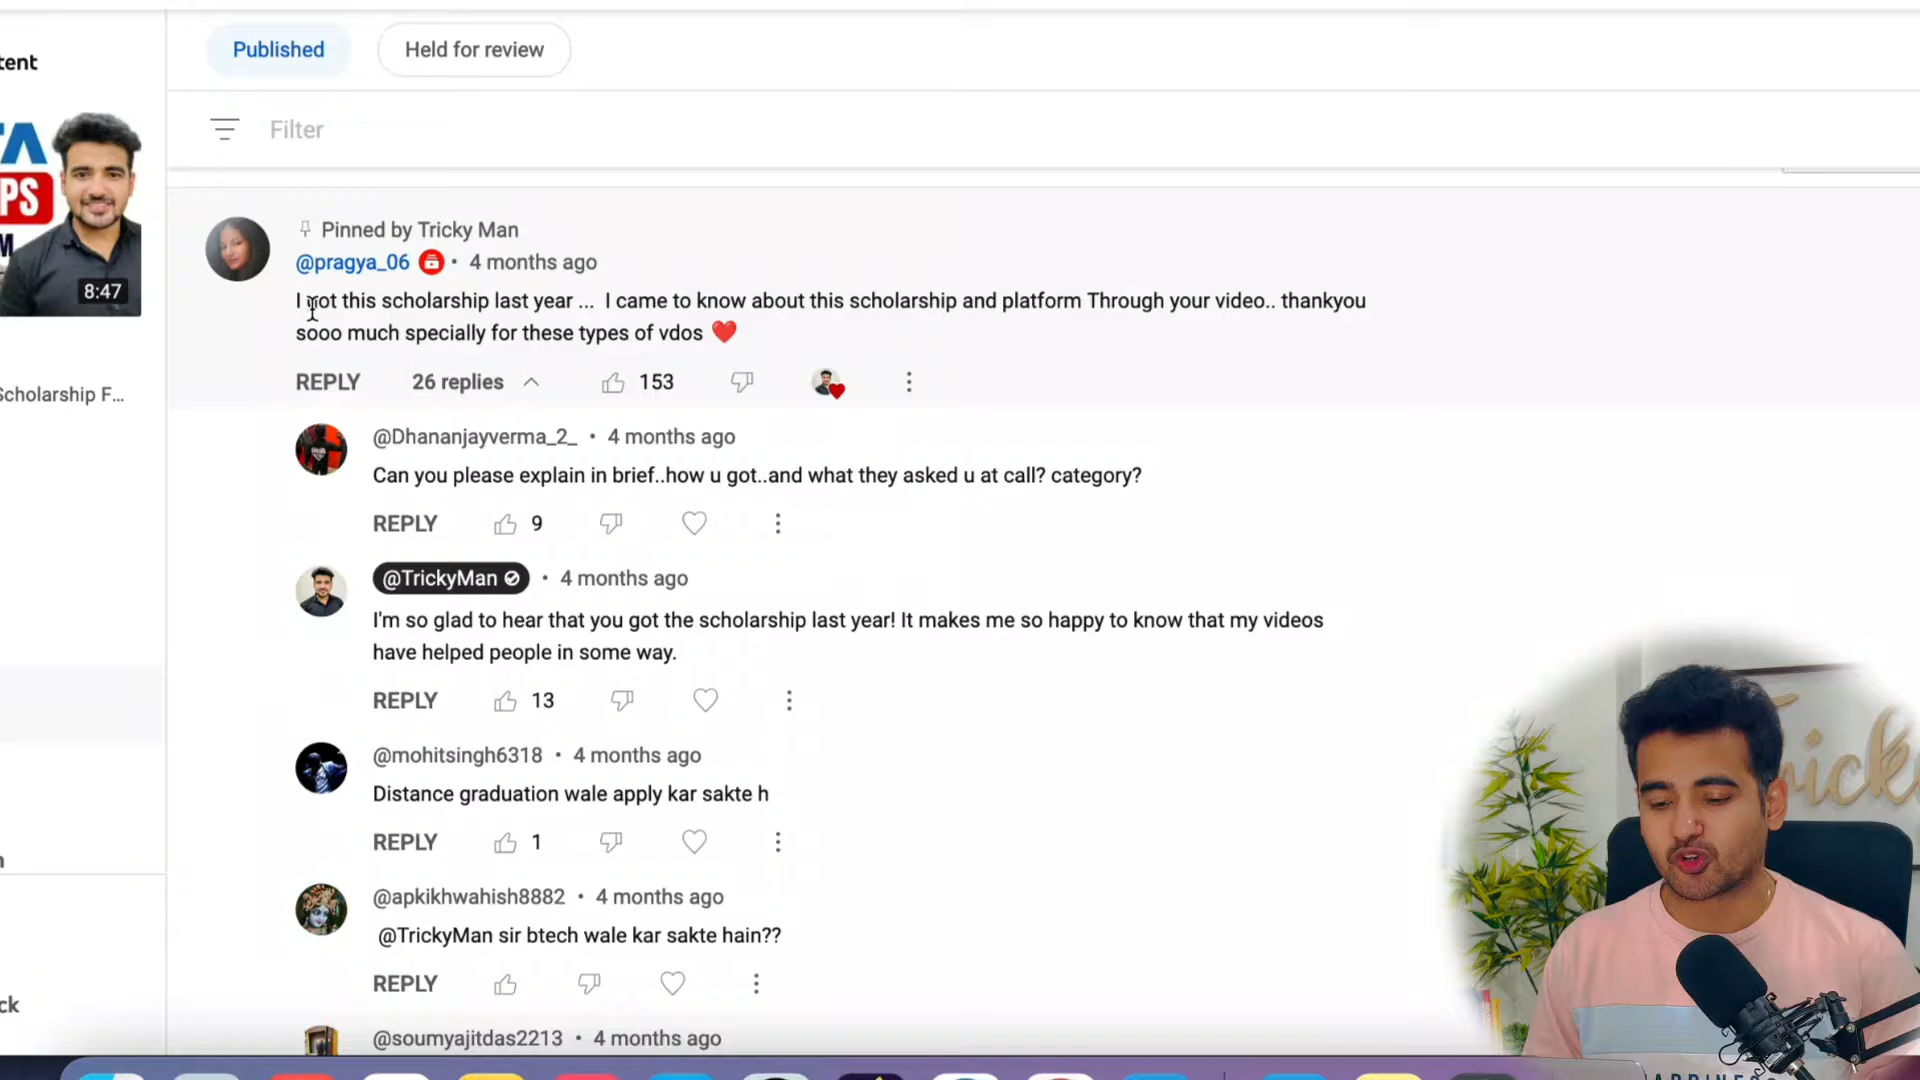 Published
Held for review
tent
Filter
TA
PS
M
8:47
Pinned by Tricky Man
@pragya_06 • 4 months ago
I got this scholarship last year ... I came to know about this scholarship and platform Through your video.. thankyou
sooo much specially for these types of vdos ❤️
REPLY 26 replies 153
Scholarship F...
@Dhananjayverma_2_ • 4 months ago
Can you please explain in brief..how u got..and what they asked u at call? category?
REPLY 9
@TrickyMan • 4 months ago
I'm so glad to hear that you got the scholarship last year! It makes me so happy to know that my videos
have helped people in some way.
REPLY 13
@mohitsingh6318 • 4 months ago
Distance graduation wale apply kar sakte h
REPLY 1
@apkikhwahish8882 • 4 months ago
@TrickyMan sir btech wale kar sakte hain??
REPLY
ck
@soumyajitdas2213 • 4 months ago
Trick